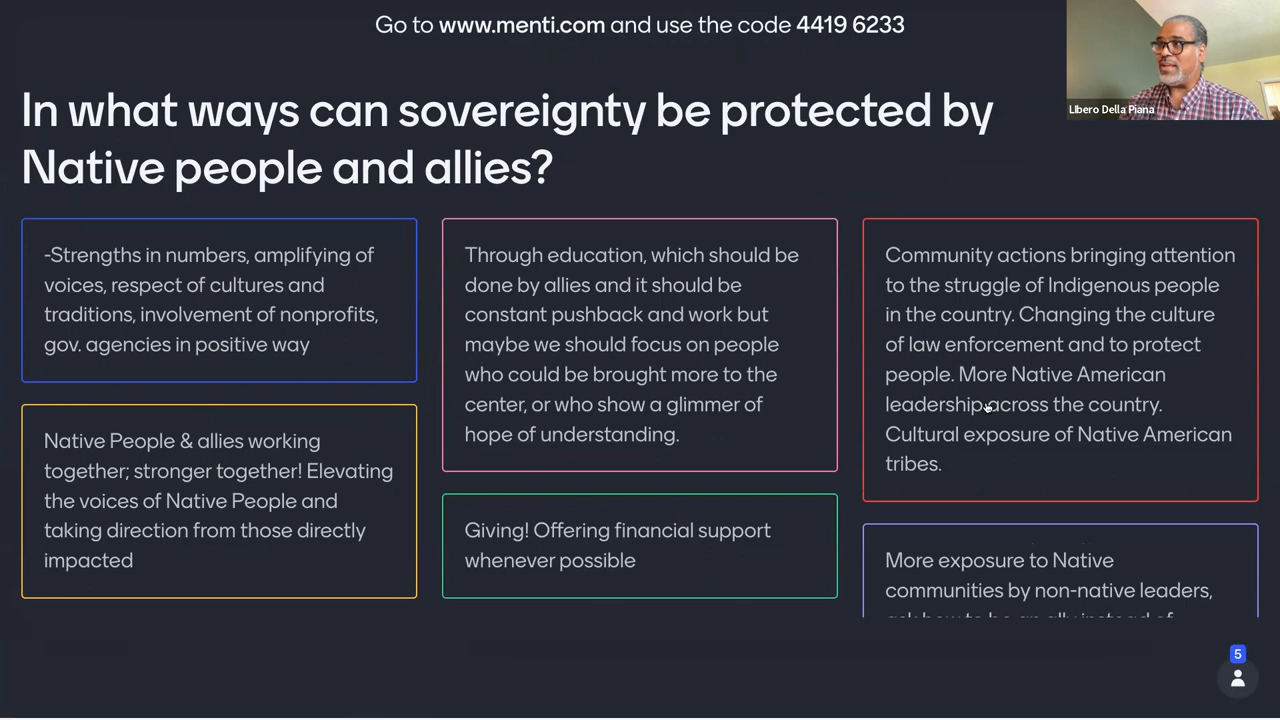 Go to www.menti.com and use the code 4419 6233
LIbero Della Piana
In what ways can sovereignty be protected by
Native people and allies?
-Strengths in numbers, amplifying of
voices, respect of cultures and
traditions, involvement of nonprofits,
gov. agencies in positive way
Native People & allies working
together; stronger together! Elevating
the voices of Native People and
taking direction from those directly
impacted
Through education, which should be
done by allies and it should be
constant pushback and work but
maybe we should focus on people
who could be brought more to the
center, or who show a glimmer of
hope of understanding.
Giving! Offering financial support
whenever possible
Community actions bringing attention
to the struggle of Indigenous people
in the country. Changing the culture
of law enforcement and to protect
people. More Native American
leadership across the country.
Cultural exposure of Native American
tribes.
More exposure to Native
communities by non-native leaders,
ask how to be an ally instead of
5